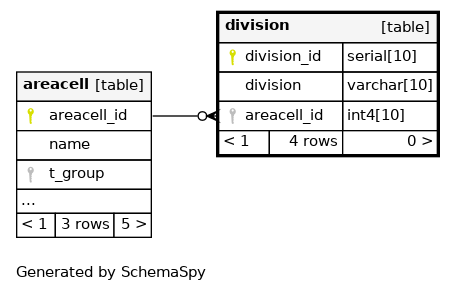 division [table]
division_id serial[10]
division varchar[10]
areacell_id int4[10]
< 1 4 rows 0 >
areacell [table]
areacell_id
name
t_group
...
< 1 3 rows 5 >
Generated by SchemaSpy